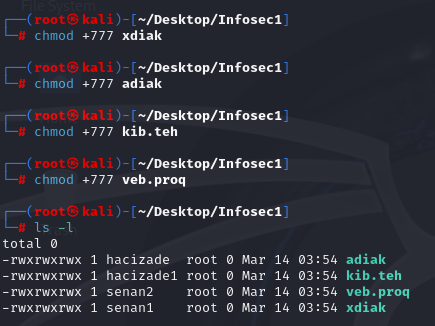 File System
┌──(root㉿kali)-[~/Desktop/Infosec1]
└─# chmod +777 xdiak
┌──(root㉿kali)-[~/Desktop/Infosec1]
└─# chmod +777 adiak
┌──(root㉿kali)-[~/Desktop/Infosec1]
└─# chmod +777 kib.teh
┌──(root㉿kali)-[~/Desktop/Infosec1]
└─# chmod +777 veb.proq
┌──(root㉿kali)-[~/Desktop/Infosec1]
└─# ls -l
total 0
-rwxrwxrwx 1 hacizade  root 0 Mar 14 03:54 adiak
-rwxrwxrwx 1 hacizade1 root 0 Mar 14 03:54 kib.teh
-rwxrwxrwx 1 senan2    root 0 Mar 14 03:54 veb.proq
-rwxrwxrwx 1 senan1    root 0 Mar 14 03:54 xdiak